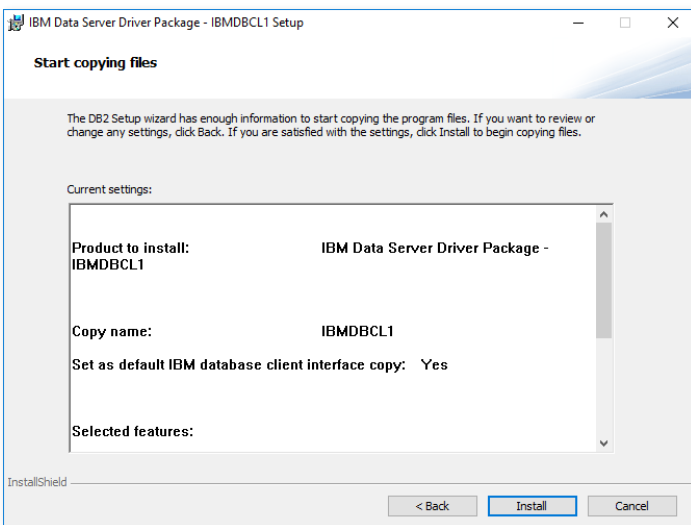 IBM Data Server Driver Package - IBMDBCL1 Setup
Start copying files
The DB2 Setup wizard has enough information to start copying the program files. If you want to review or
change any settings, click Back. If you are satisfied with the settings, click Install to begin copying files.
Current settings:
Product to install: IBM Data Server Driver Package -
IBMDBCL1
Copy name: IBMDBCL1
Set as default IBM database client interface copy: Yes
Selected features:
InstallShield
< Back Install Cancel